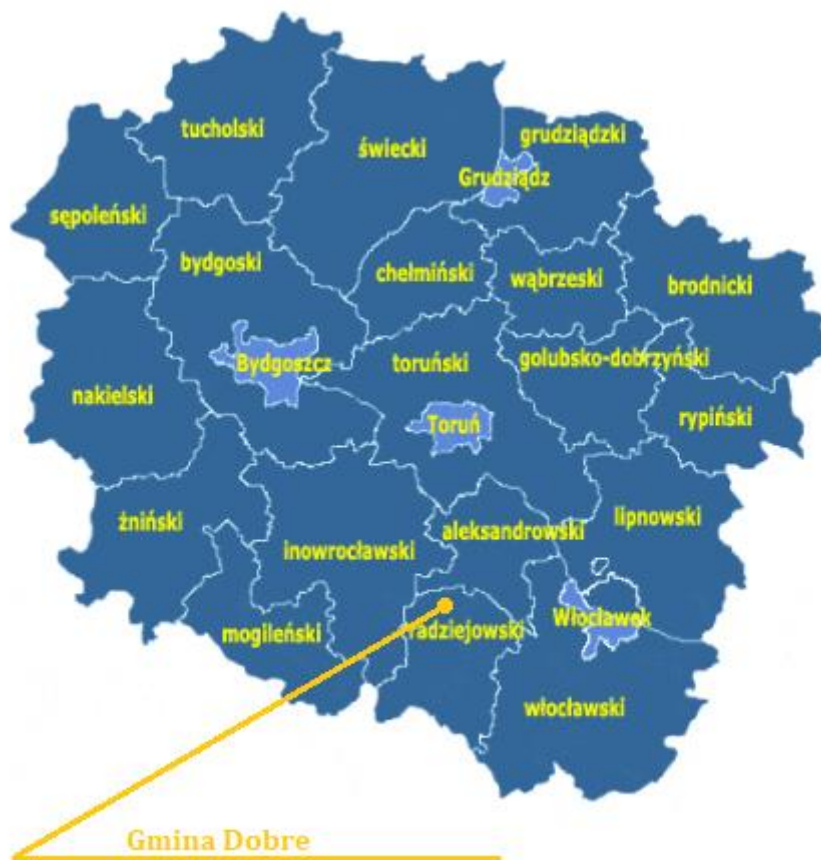 tucholski
świecki
grudziądzki
Grudziądz
sępoleński
bydgoski
chełmiński
wąbrzeski
brodnicki
Bydgoszcz
toruński
golubsko-dobrzyński
nakielski
Toruń
rypiński
żniński
inowrocławski
aleksandrowski
lipnowski
mogileński
radziejowski
Włocławek
włocławski
Gmina Dobre